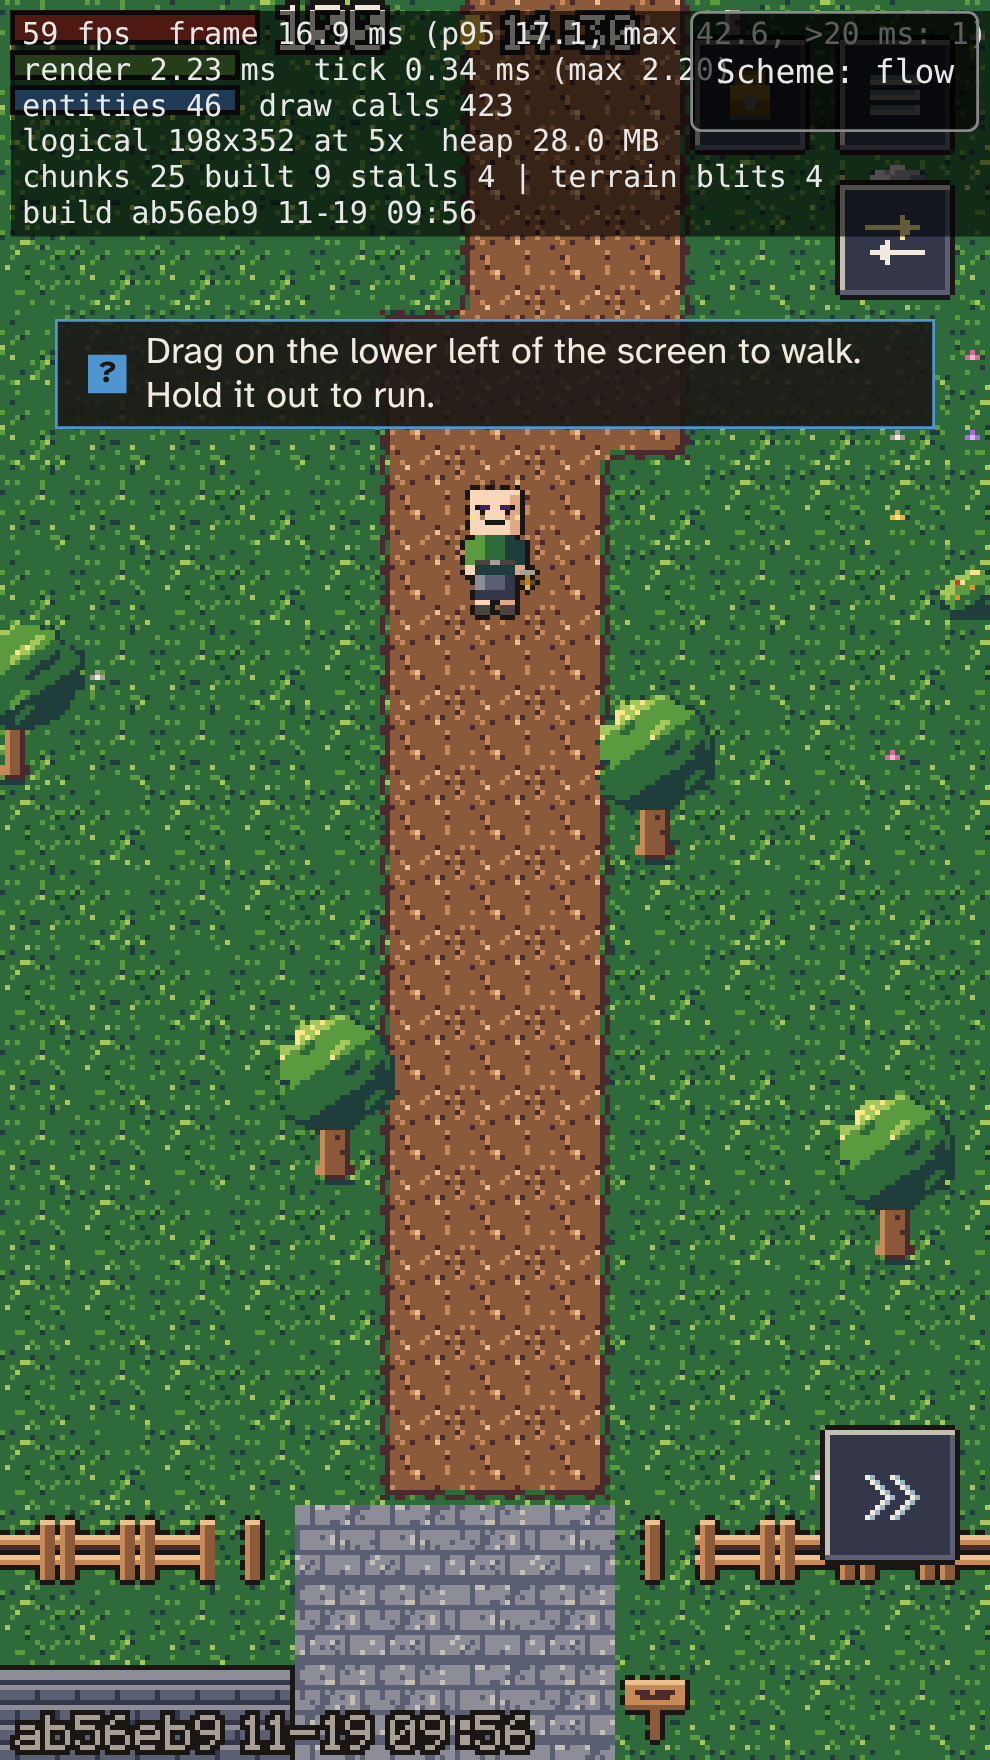 59 fps  frame 16.9 ms (p95 17.1, max 42.6, >20 ms: 1)
render 2.23 ms  tick 0.34 ms (max 2.20)
Scheme: flow
entities 46  draw calls 423
logical 198x352 at 5x  heap 28.0 MB
chunks 25 built 9 stalls 4 | terrain blits 4
build ab56eb9 11-19 09:56
? Drag on the lower left of the screen to walk.
Hold it out to run.
ab56eb9 11-19 09:56